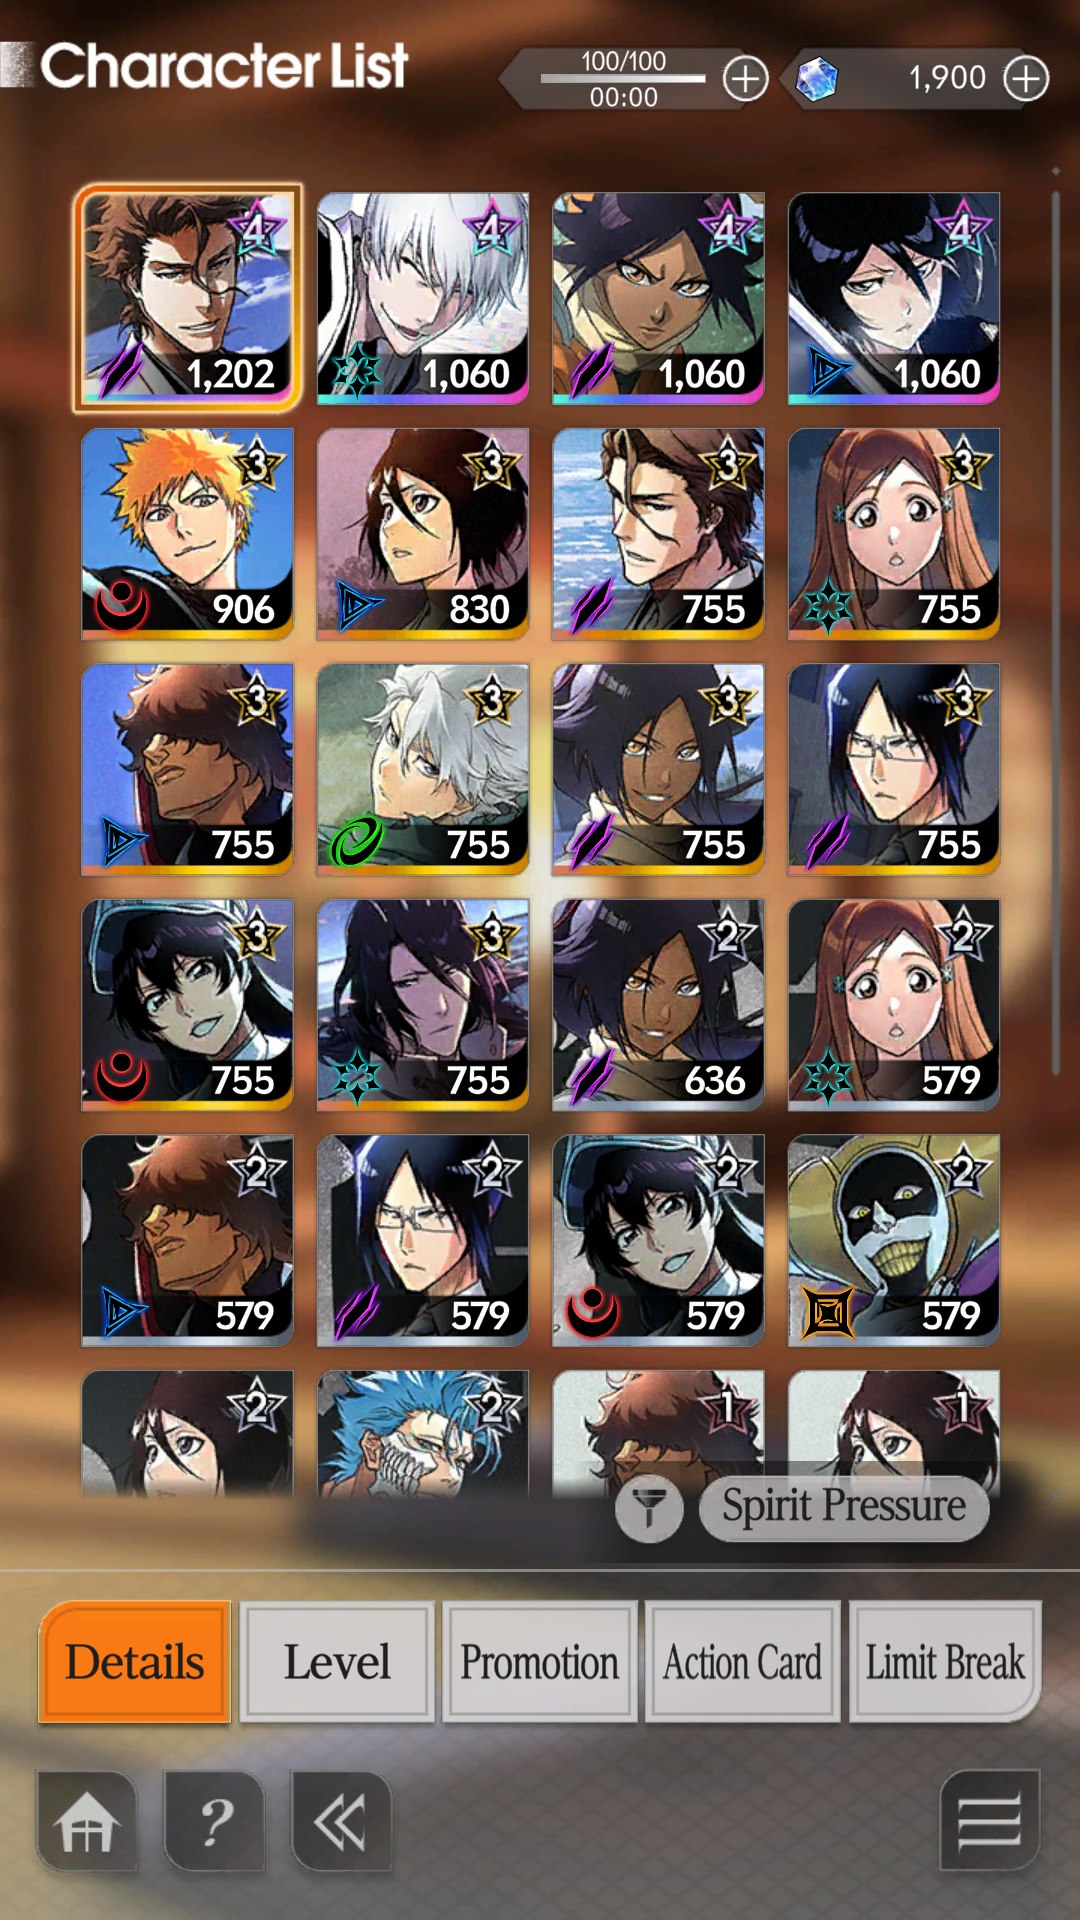 Character List
100/100
00:00
1,900
4 4 4 4
1,202 1,060 1,060 1,060
3 3 3 3
906 830 755 755
3 3 3 3
755 755 755 755
3 3 2 2
755 755 636 579
2 2 2 2
579 579 579 579
2 2 1 1
Spirit Pressure
Details Level Promotion Action Card Limit Break
?